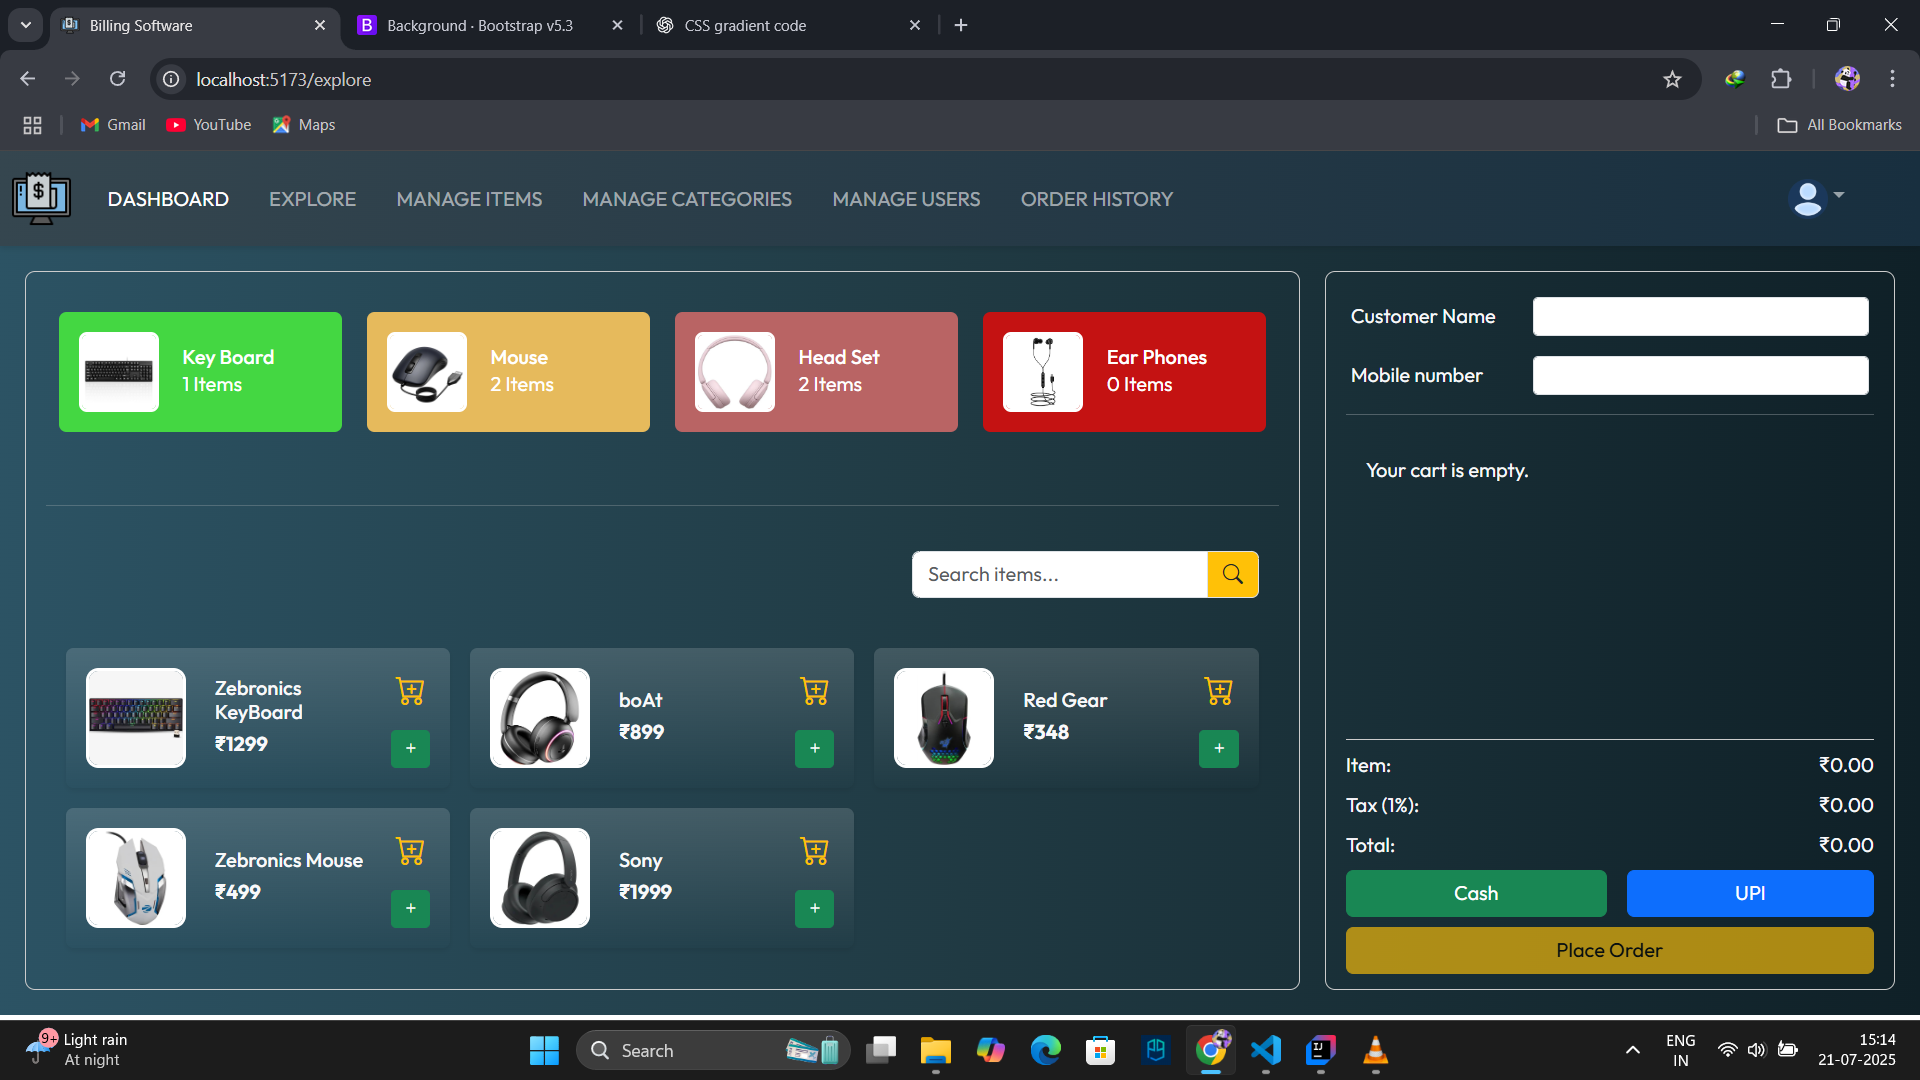 Billing Software
Background · Bootstrap v5.3
CSS gradient code
localhost:5173/explore
Gmail
YouTube
Maps
All Bookmarks
$
DASHBOARD
EXPLORE
MANAGE ITEMS
MANAGE CATEGORIES
MANAGE USERS
ORDER HISTORY
Key Board
1 Items
Mouse
2 Items
Head Set
2 Items
Ear Phones
0 Items
Customer Name
Mobile number
Your cart is empty.
Search items...
Zebronics
KeyBoard
₹1299
+
boAt
₹899
+
Red Gear
₹348
+
Zebronics Mouse
₹499
+
Sony
₹1999
+
Item:
₹0.00
Tax (1%):
₹0.00
Total:
₹0.00
Cash
UPI
Place Order
9+
Light rain
At night
Search
ENG
IN
15:14
21-07-2025